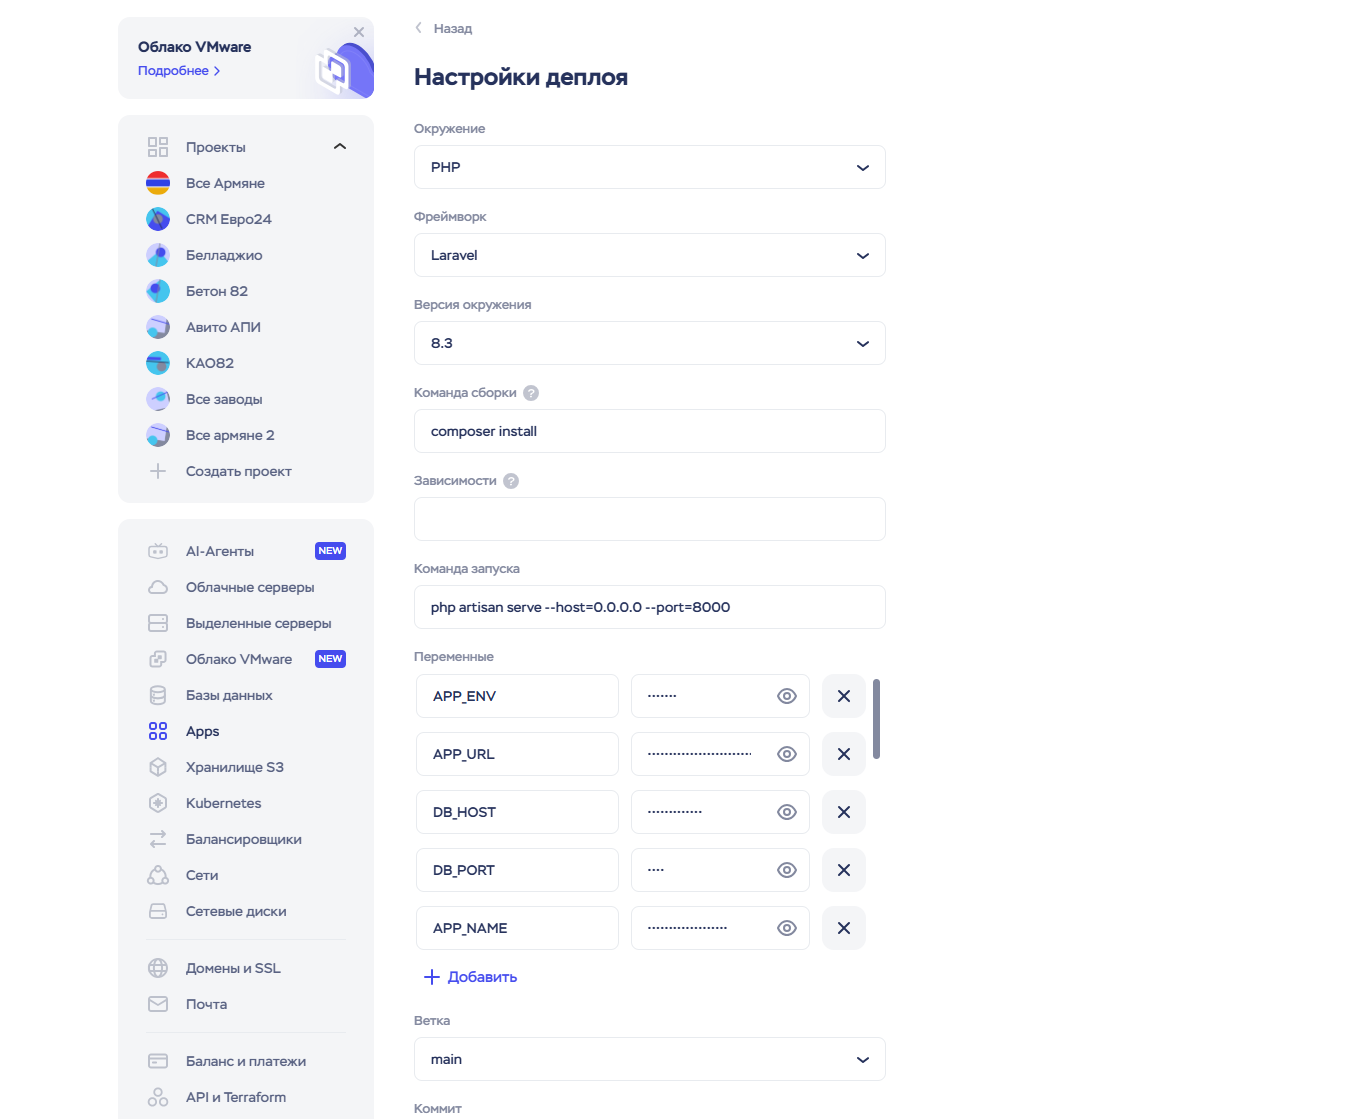 Облако VMware
Подробнее
Проекты
Все Армяне
CRM Евро24
Белладжио
Бетон 82
Авито АПИ
КАО82
Все заводы
Все армяне 2
Создать проект
AI-Агенты NEW
Облачные серверы
Выделенные серверы
Облако VMware NEW
Базы данных
Apps
Хранилище S3
Kubernetes
Балансировщики
Сети
Сетевые диски
Домены и SSL
Почта
Баланс и платежи
API и Terraform
Назад
Настройки деплоя
Окружение
PHP
Фреймворк
Laravel
Версия окружения
8.3
Команда сборки ?
composer install
Зависимости ?
Команда запуска
php artisan serve --host=0.0.0.0 --port=8000
Переменные
APP_ENV
APP_URL
DB_HOST
DB_PORT
APP_NAME
Добавить
Ветка
main
Коммит